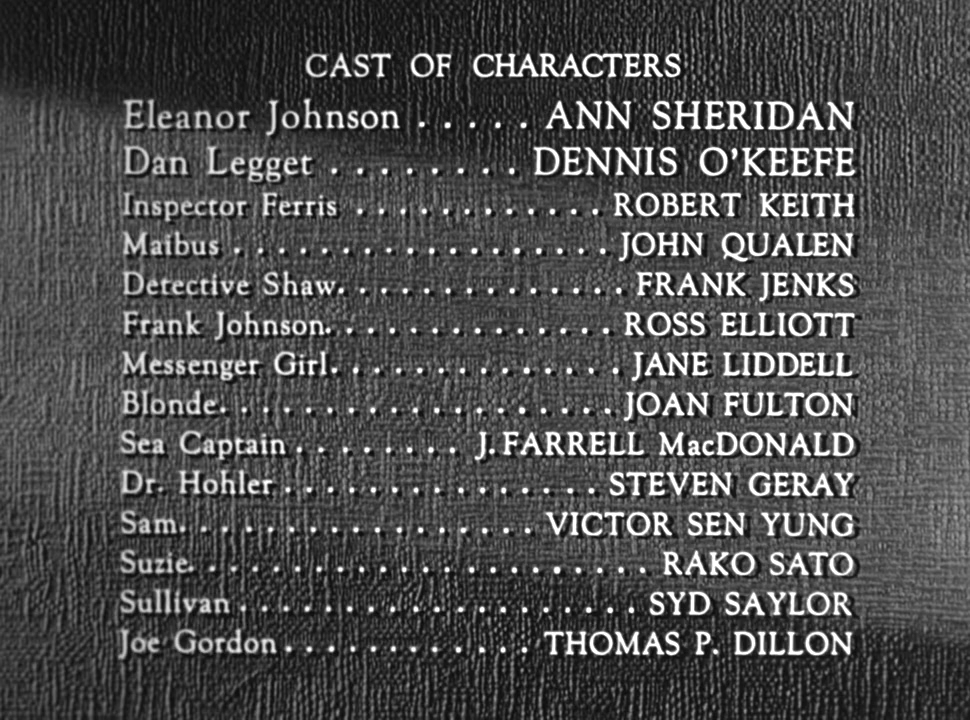 CAST OF CHARACTERS
Eleanor Johnson . . . . . ANN SHERIDAN
Dan Legget . . . . . . . . DENNIS O'KEEFE
Inspector Ferris . . . . . . . . . . . . ROBERT KEITH
Maibus . . . . . . . . . . . . . . . . . . JOHN QUALEN
Detective Shaw. . . . . . . . . . . . . . . FRANK JENKS
Frank Johnson. . . . . . . . . . . . . . . ROSS ELLIOTT
Messenger Girl. . . . . . . . . . . . . . . JANE LIDDELL
Blonde. . . . . . . . . . . . . . . . . . . JOAN FULTON
Sea Captain . . . . . . . . J. FARRELL MacDONALD
Dr. Hohler . . . . . . . . . . . . . . . STEVEN GERAY
Sam. . . . . . . . . . . . . . . . . VICTOR SEN YUNG
Suzie. . . . . . . . . . . . . . . . . . . . . . RAKO SATO
Sullivan . . . . . . . . . . . . . . . . . . . SYD SAYLOR
Joe Gordon . . . . . . . . . . . . THOMAS P. DILLON